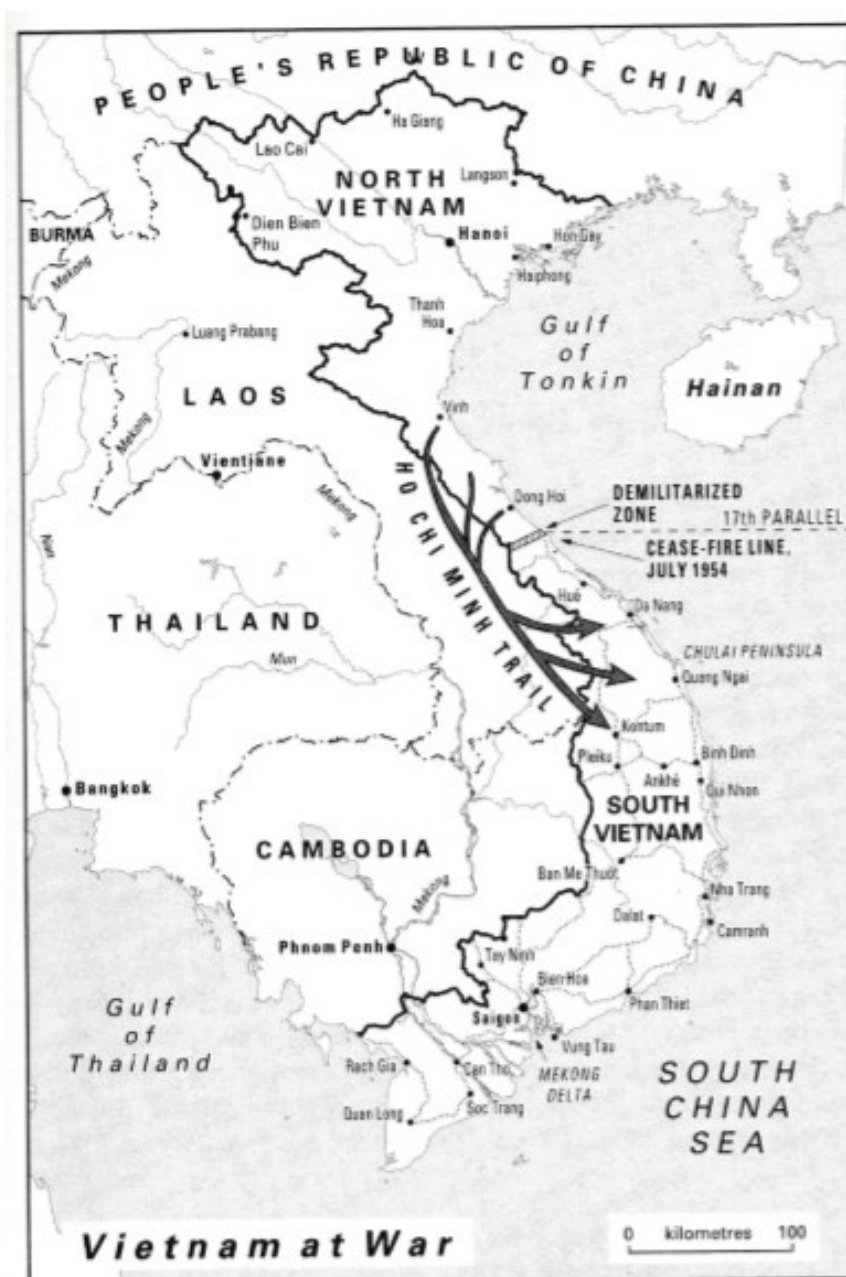 PEOPLE'S REPUBLIC OF CHINA
Ha Giang
Lao Cai
NORTH
VIETNAM
Langson
BURMA
Dien Bien
Phu
Hanoi
Hon Gay
Haiphong
Mekong
Thanh
Hoa
Luang Prabang
Gulf
of
Tonkin
Hainan
LAOS
Mekong
Vinh
Vientiane
Mekong
HO CHI MINH TRAIL
Dong Hoi
DEMILITARIZED
ZONE
17th PARALLEL
CEASE-FIRE LINE,
JULY 1954
Nan
Hué
Da Nang
THAILAND
CHULAI PENINSULA
Mun
Quang Ngai
Kontum
Pleiku
Binh Dinh
Ankhê
Qui Nhon
Bangkok
SOUTH
VIETNAM
CAMBODIA
Ban Me Thuot
Mekong
Nha Trang
Dalat
Camranh
Phnom Penh
Tay Ninh
Bien Hoa
Saigon
Phan Thiet
Gulf
of
Thailand
Vung Tau
Rach Gia
Can Tho
MEKONG
DELTA
Quan Long
Soc Trang
SOUTH
CHINA
SEA
Vietnam at War
0 kilometres 100